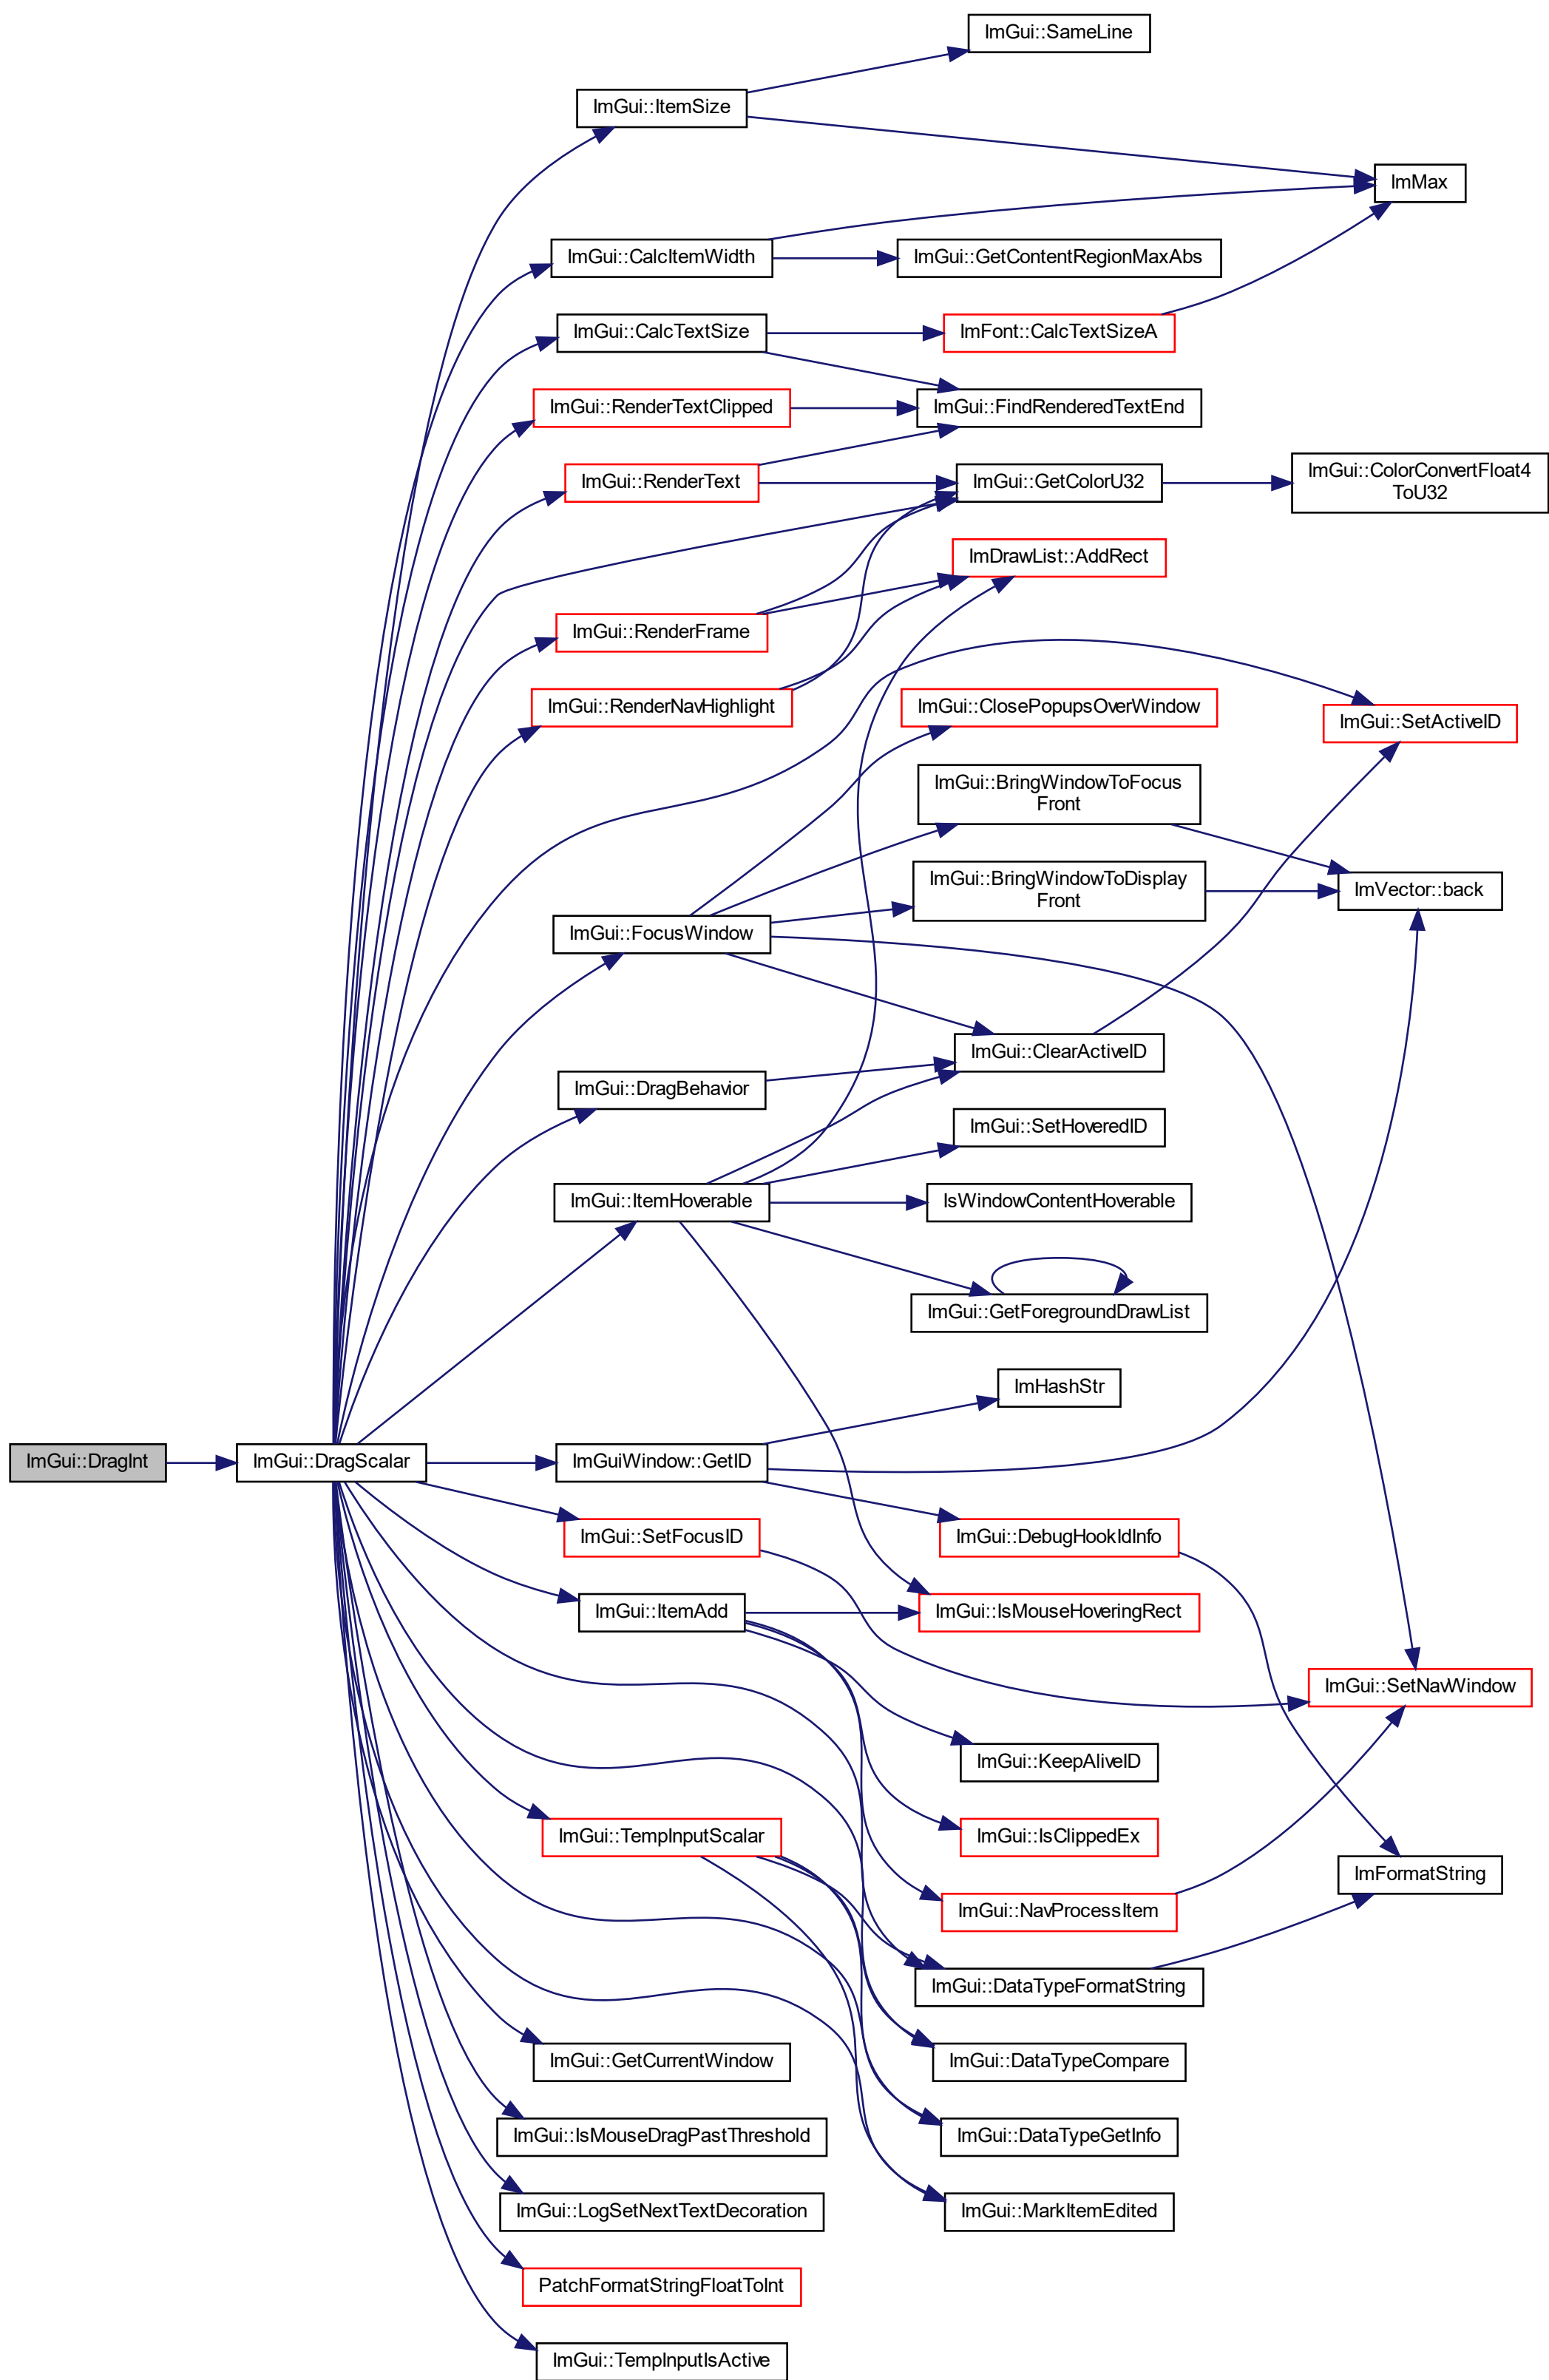 ImGui::SameLine
ImGui::ItemSize
ImMax
ImGui::CalcItemWidth
ImGui::GetContentRegionMaxAbs
ImGui::CalcTextSize
ImFont::CalcTextSizeA
ImGui::RenderTextClipped
ImGui::FindRenderedTextEnd
ImGui::RenderText
ImGui::GetColorU32
ImGui::ColorConvertFloat4
ToU32
ImDrawList::AddRect
ImGui::RenderFrame
ImGui::RenderNavHighlight
ImGui::ClosePopupsOverWindow
ImGui::SetActiveID
ImGui::BringWindowToFocus
Front
ImGui::BringWindowToDisplay
Front
ImVector::back
ImGui::FocusWindow
ImGui::ClearActiveID
ImGui::DragBehavior
ImGui::SetHoveredID
ImGui::ItemHoverable
IsWindowContentHoverable
ImGui::GetForegroundDrawList
ImHashStr
ImGui::DragInt
ImGui::DragScalar
ImGuiWindow::GetID
ImGui::SetFocusID
ImGui::DebugHookIdInfo
ImGui::ItemAdd
ImGui::IsMouseHoveringRect
ImGui::SetNavWindow
ImGui::KeepAliveID
ImGui::TempInputScalar
ImGui::IsClippedEx
ImFormatString
ImGui::NavProcessItem
ImGui::DataTypeFormatString
ImGui::GetCurrentWindow
ImGui::DataTypeCompare
ImGui::IsMouseDragPastThreshold
ImGui::DataTypeGetInfo
ImGui::LogSetNextTextDecoration
ImGui::MarkItemEdited
PatchFormatStringFloatToInt
ImGui::TempInputIsActive